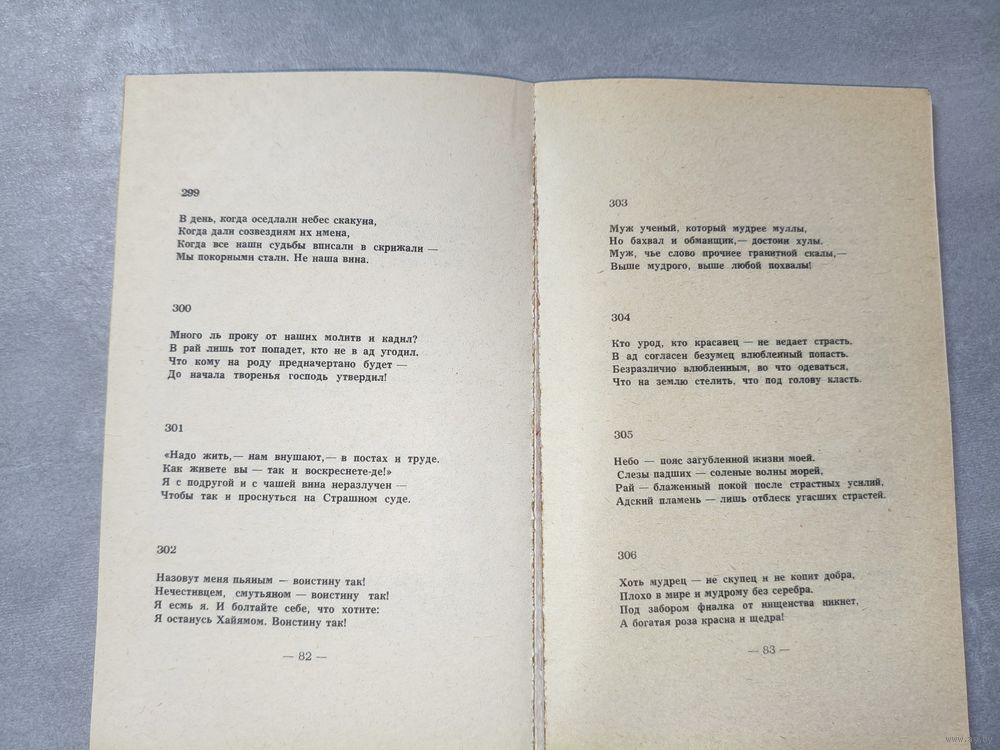 299
В день, когда оседлали небес скакуна,
Когда дали созвездиям их имена,
Когда все наши судьбы вписали в скрижали —
Мы покорными стали. Не наша вина.
300
Много ль проку от наших молитв и кадил?
В рай лишь тот попадет, кто не в ад угодил.
Что кому на роду предначертано будет —
До начала творенья господь утвердил!
301
«Надо жить,— нам внушают,— в постах и труде.
Как живете вы — так и воскреснете-де!»
Я с подругой и с чашей вина неразлучен —
Чтобы так и проснуться на Страшном суде.
302
Назовут меня пьяным — воистину так!
Нечестивцем, смутьяном — воистину так!
Я есмь я. И болтайте себе, что хотите:
Я останусь Хайямом. Воистину так!
— 82 —
303
Муж ученый, который мудрее муллы,
Но бахвал и обманщик,— достоин хулы.
Муж, чье слово прочнее гранитной скалы,—
Выше мудрого, выше любой похвалы!
304
Кто урод, кто красавец — не ведает страсть.
В ад согласен безумец влюбленный попасть.
Безразлично влюбленным, во что одеваться,
Что на землю стелить, что под голову класть.
305
Небо — пояс загубленной жизни моей.
Слезы падших — соленые волны морей,
Рай — блаженный покой после страстных усилий,
Адский пламень — лишь отблеск угасших страстей.
306
Хоть мудрец — не скупец и не копит добра,
Плохо в мире и мудрому без серебра.
Под забором фиалка от нищенства никнет,
А богатая роза красна и щедра!
— 83 —